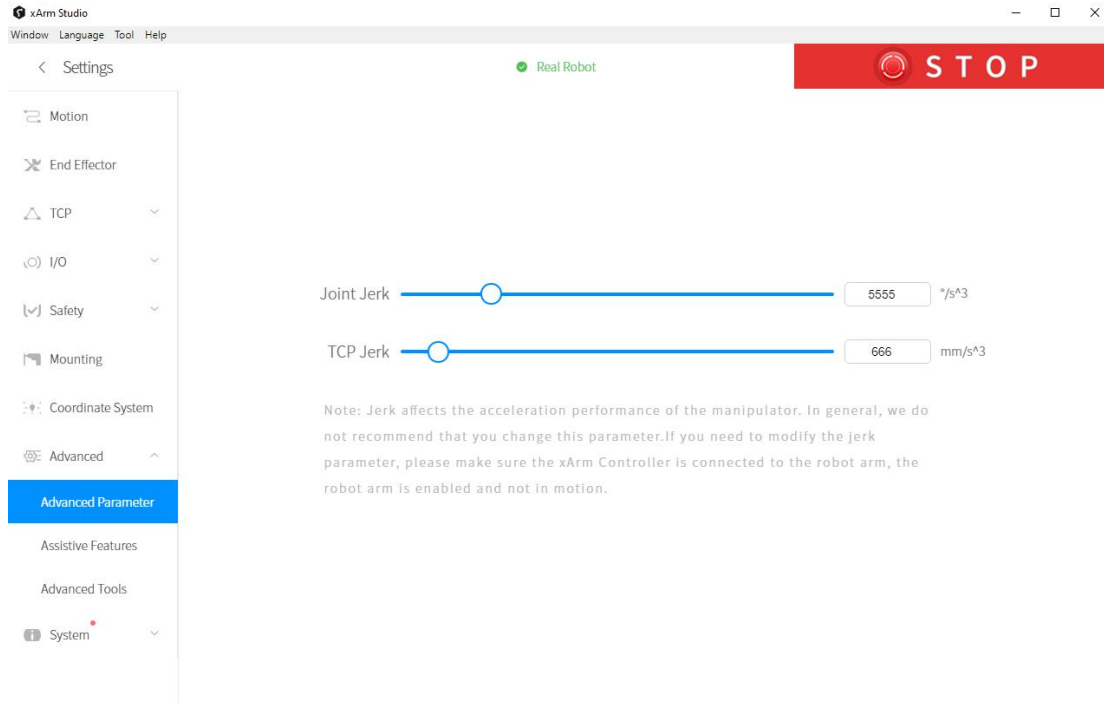 xArm Studio
Window Language Tool Help
Settings
Real Robot
STOP
Motion
End Effector
TCP
I/O
Safety
Mounting
Coordinate System
Advanced
Advanced Parameter
Assistive Features
Advanced Tools
System
Joint Jerk 5555 °/s^3
TCP Jerk 666 mm/s^3
Note: Jerk affects the acceleration performance of the manipulator. In general, we do
not recommend that you change this parameter.If you need to modify the jerk
parameter, please make sure the xArm Controller is connected to the robot arm, the
robot arm is enabled and not in motion.